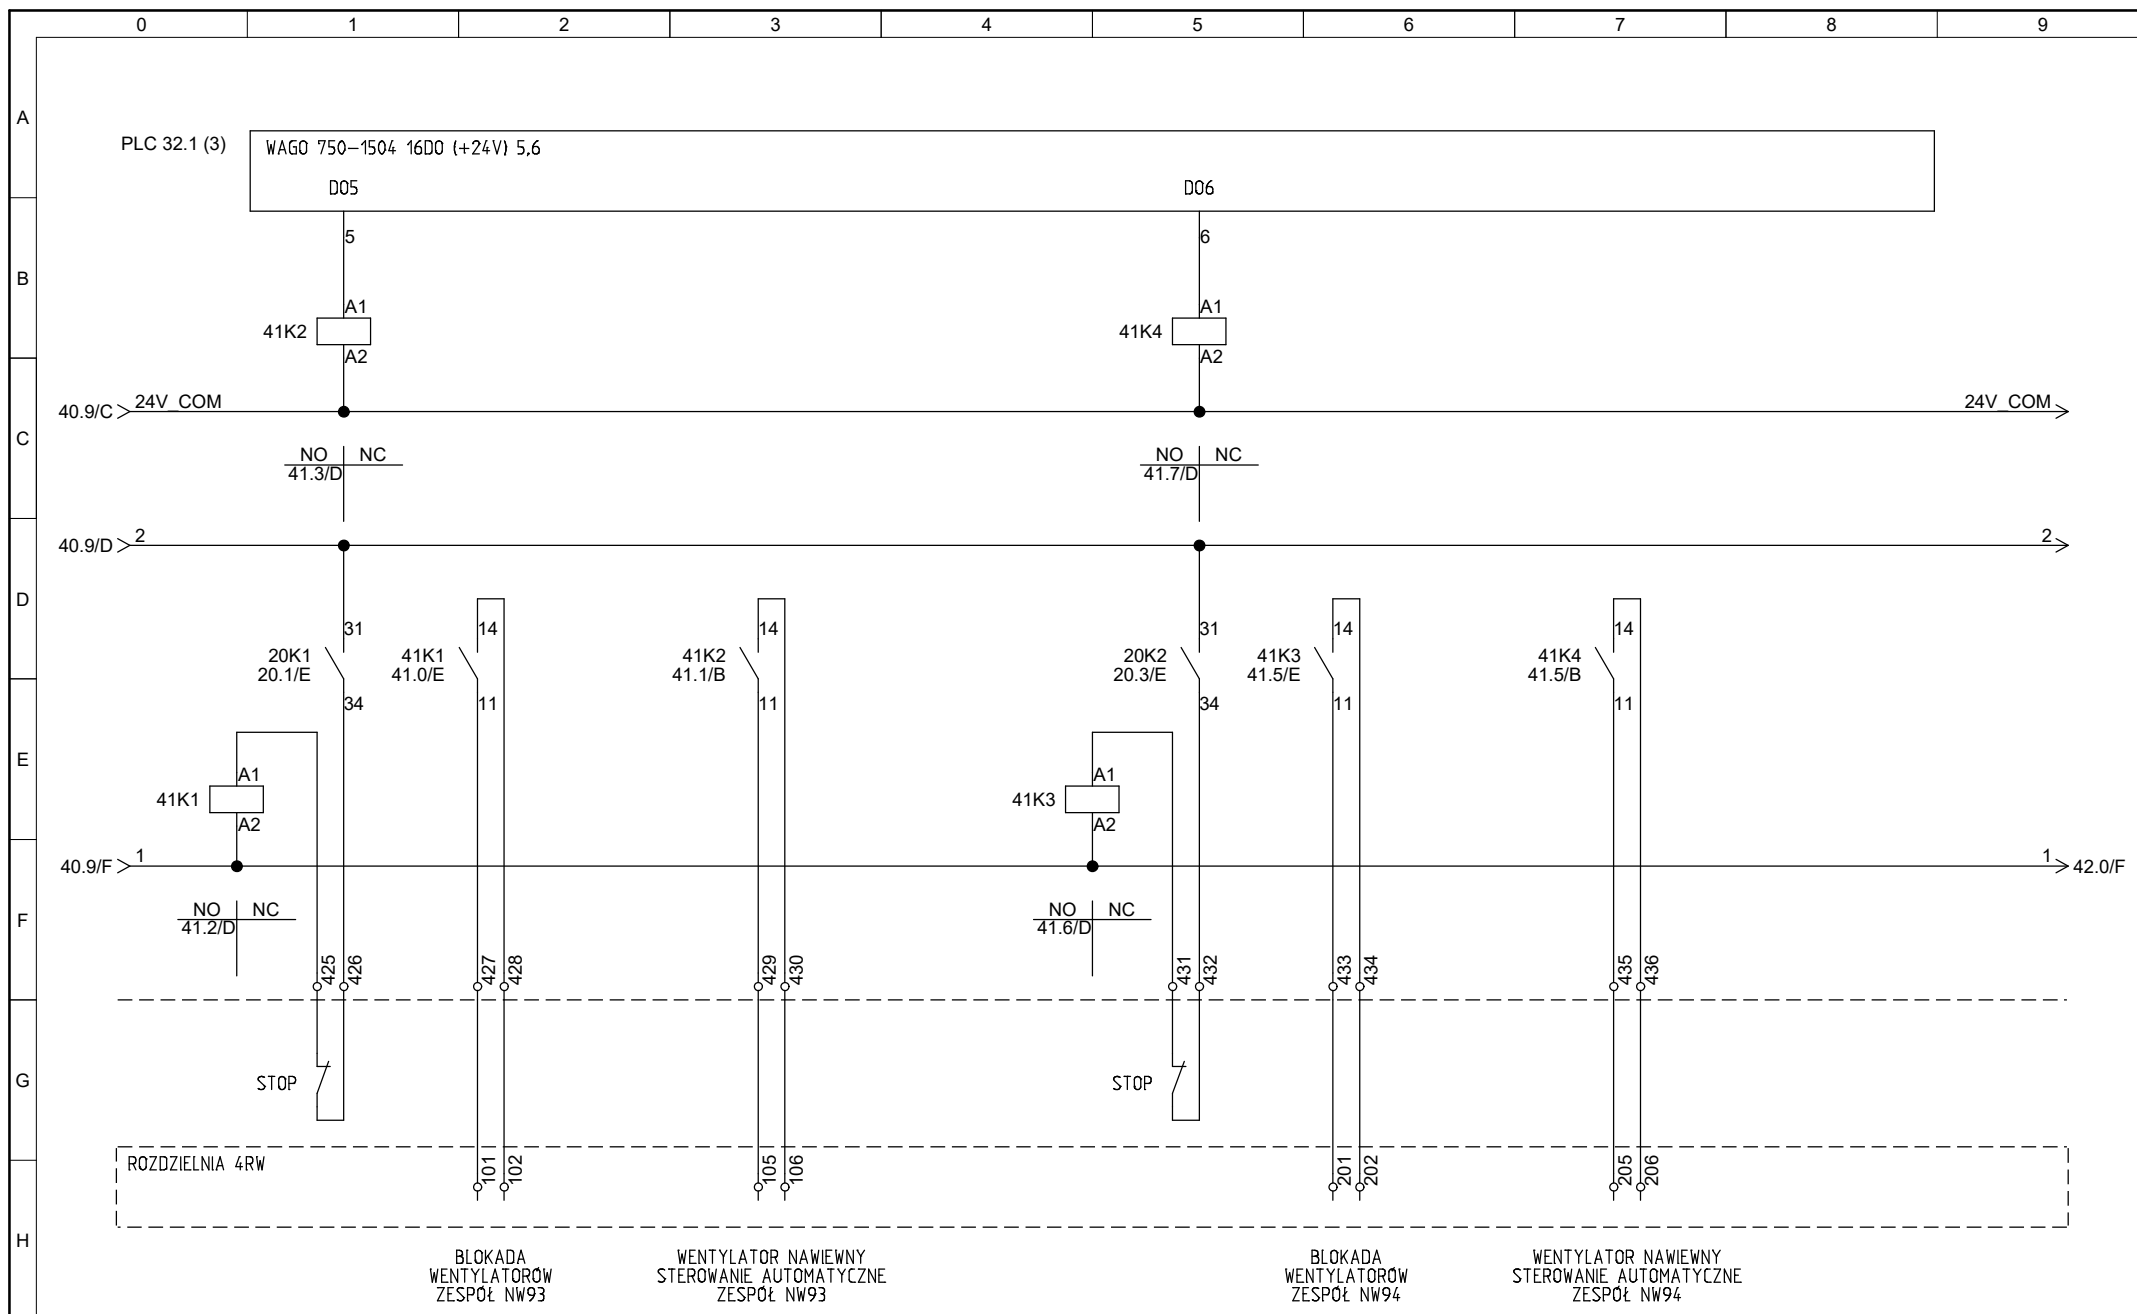 0 1 2 3 4 5 6 7 8 9
A
PLC 32.1 (3)
WAGO 750-1504 16DO (+24V) 5,6
DO5 DO6
5 6
B
A1 A1
41K2 41K4
A2 A2
40.9/C 24V_COM 24V_COM
C
NO NC NO NC
41.3/D 41.7/D
40.9/D 2 2
D
31 14 14 31 14 14
20K1 41K1 41K2 20K2 41K3 41K4
20.1/E 41.0/E 41.1/B 20.3/E 41.5/E 41.5/B
34 11 11 34 11 11
E
A1 A1
41K1 41K3
A2 A2
40.9/F 1 1 42.0/F
NO NC NO NC
F
41.2/D 41.6/D
425 426 427 428 429 430 431 432 433 434 435 436
G
STOP STOP
ROZDZIELNIA 4RW
101 102 105 106 201 202 205 206
H
BLOKADA
WENTYLATORÓW
ZESPÓŁ NW93
WENTYLATOR NAWIEWNY
STEROWANIE AUTOMATYCZNE
ZESPÓŁ NW93
BLOKADA
WENTYLATORÓW
ZESPÓŁ NW94
WENTYLATOR NAWIEWNY
STEROWANIE AUTOMATYCZNE
ZESPÓŁ NW94